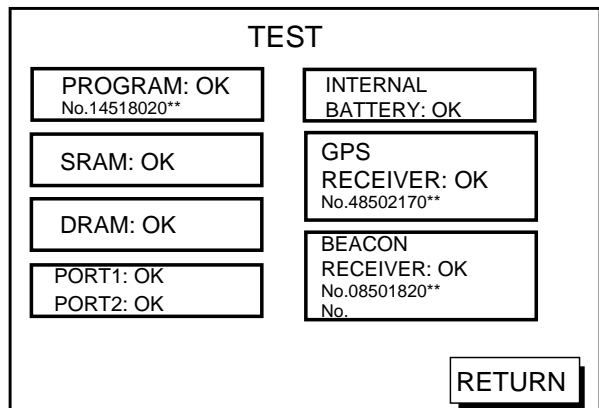 TEST
PROGRAM: OK
No.14518020**
SRAM: OK
DRAM: OK
PORT1: OK
PORT2: OK
INTERNAL
BATTERY: OK
GPS
RECEIVER: OK
No.48502170**
BEACON
RECEIVER: OK
No.08501820**
No.
RETURN